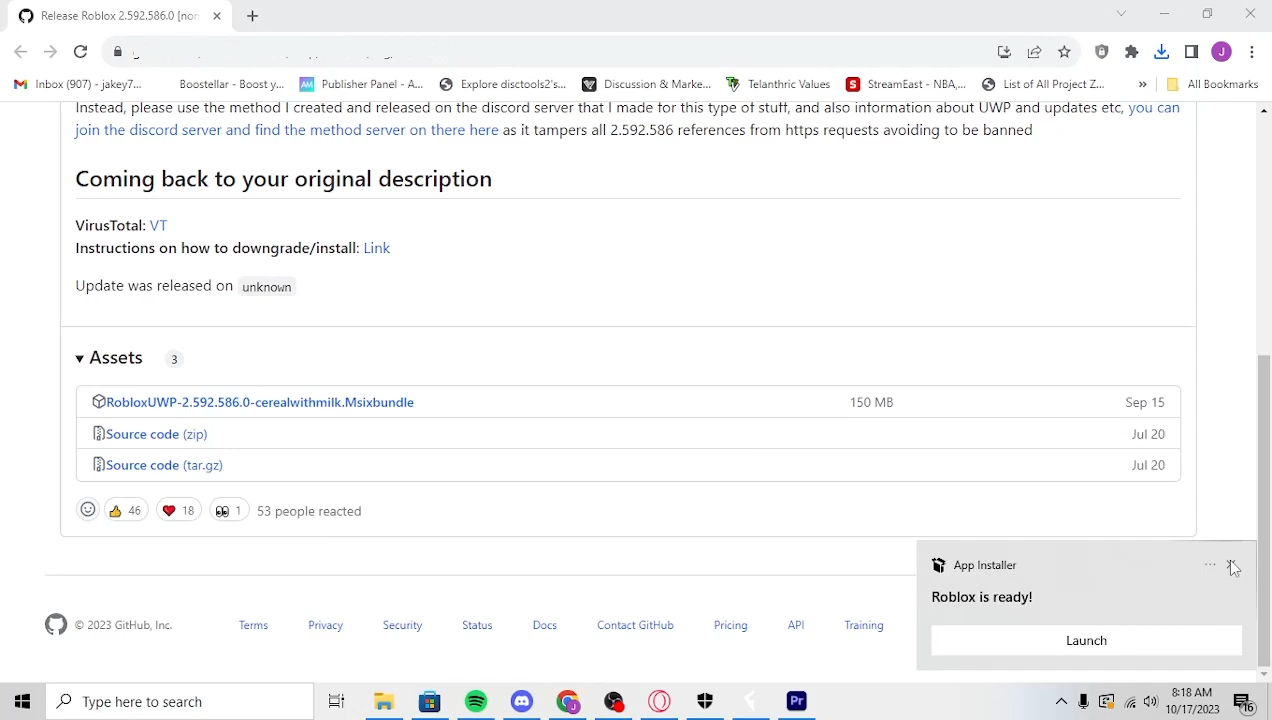 Release Roblox 2.592.586.0 [non
Inbox (907) - jakey7...
Boostellar - Boost y...
Publisher Panel - A...
Explore disctools2's...
Discussion & Marke...
Telanthric Values
StreamEast - NBA,...
List of All Project Z...
»
All Bookmarks
Instead, please use the method I created and released on the discord server that I made for this type of stuff, and also information about UWP and updates etc, you can
join the discord server and find the method server on there here as it tampers all 2.592.586 references from https requests avoiding to be banned
Coming back to your original description
VirusTotal: VT
Instructions on how to downgrade/install: Link
Update was released on unknown
Assets 3
RobloxUWP-2.592.586.0-cerealwithmilk.Msixbundle 150 MB Sep 15
Source code (zip) Jul 20
Source code (tar.gz) Jul 20
46 18 1 53 people reacted
App Installer
Roblox is ready!
Launch
© 2023 GitHub, Inc. Terms Privacy Security Status Docs Contact GitHub Pricing API Training
Type here to search
Pr
8:18 AM
10/17/2023
16